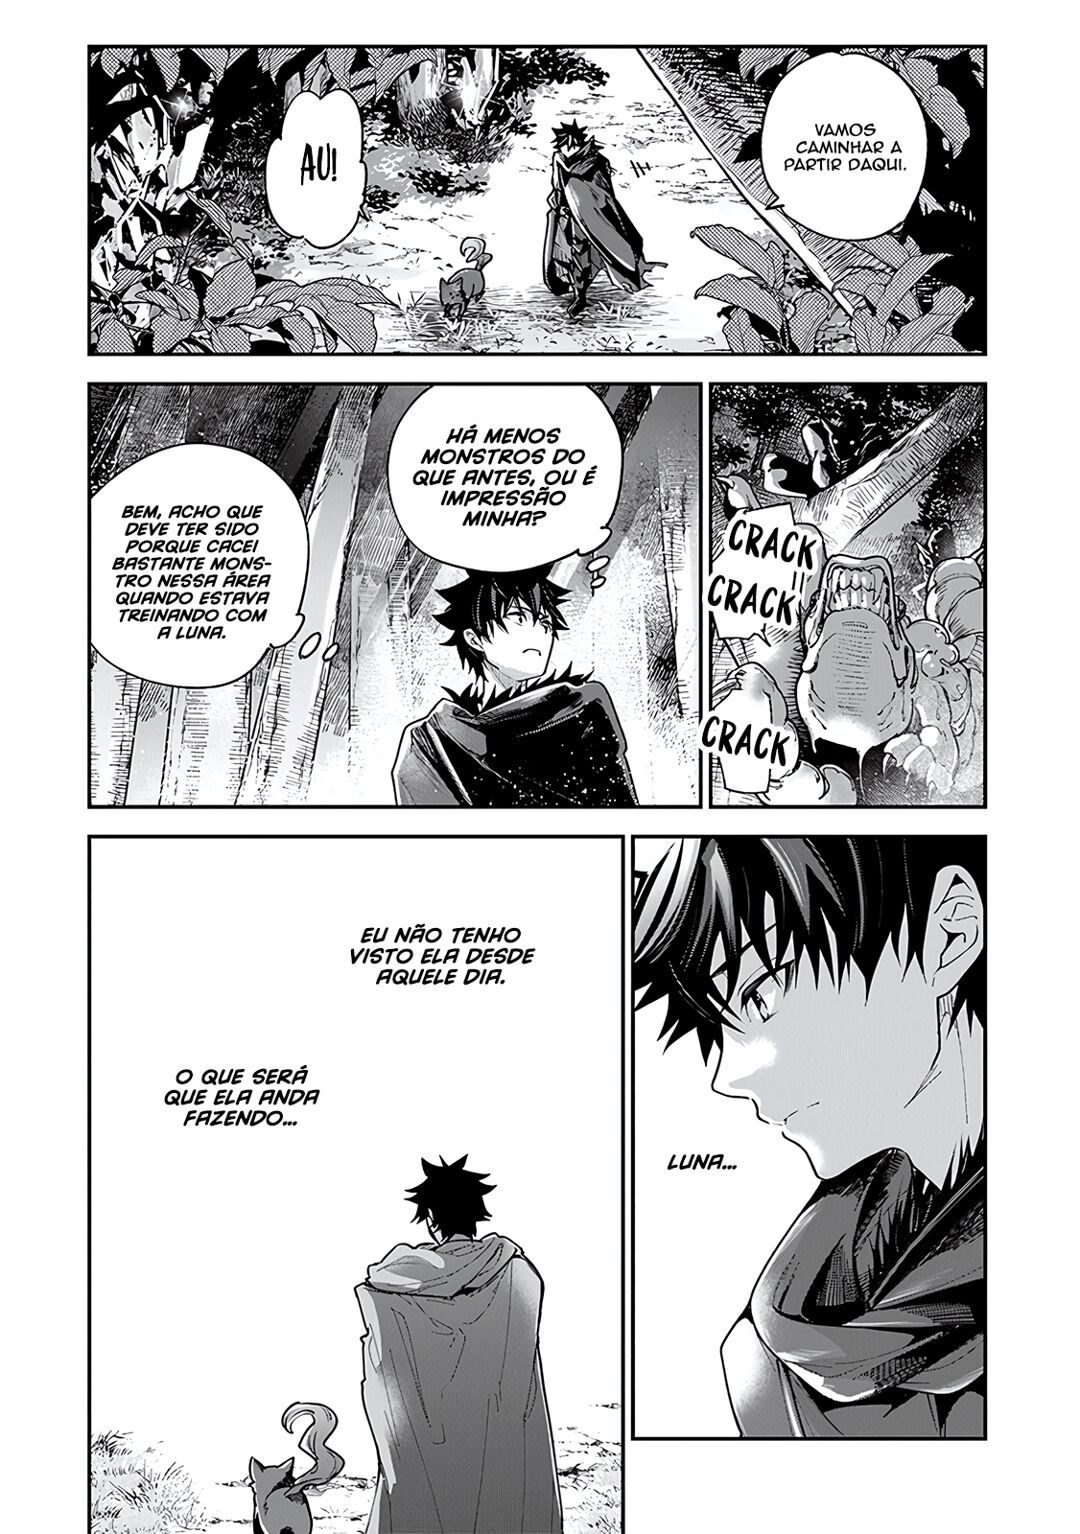 VAMOS
CAMINHAR A
PARTIR DAQUI.
AU!
CRACK
CRACK
CRACK
HÁ MENOS
MONSTROS DO
QUE ANTES, OU É
IMPRESSÃO
MINHA?
BEM, ACHO QUE
DEVE TER SIDO
PORQUE CACEI
BASTANTE MONS-
TRO NESSA ÁREA
QUANDO ESTAVA
TREINANDO COM
A LUNA.
LUNA...
EU NÃO TENHO
VISTO ELA DESDE
AQUELE DIA.
O QUE SERÁ
QUE ELA ANDA
FAZENDO...